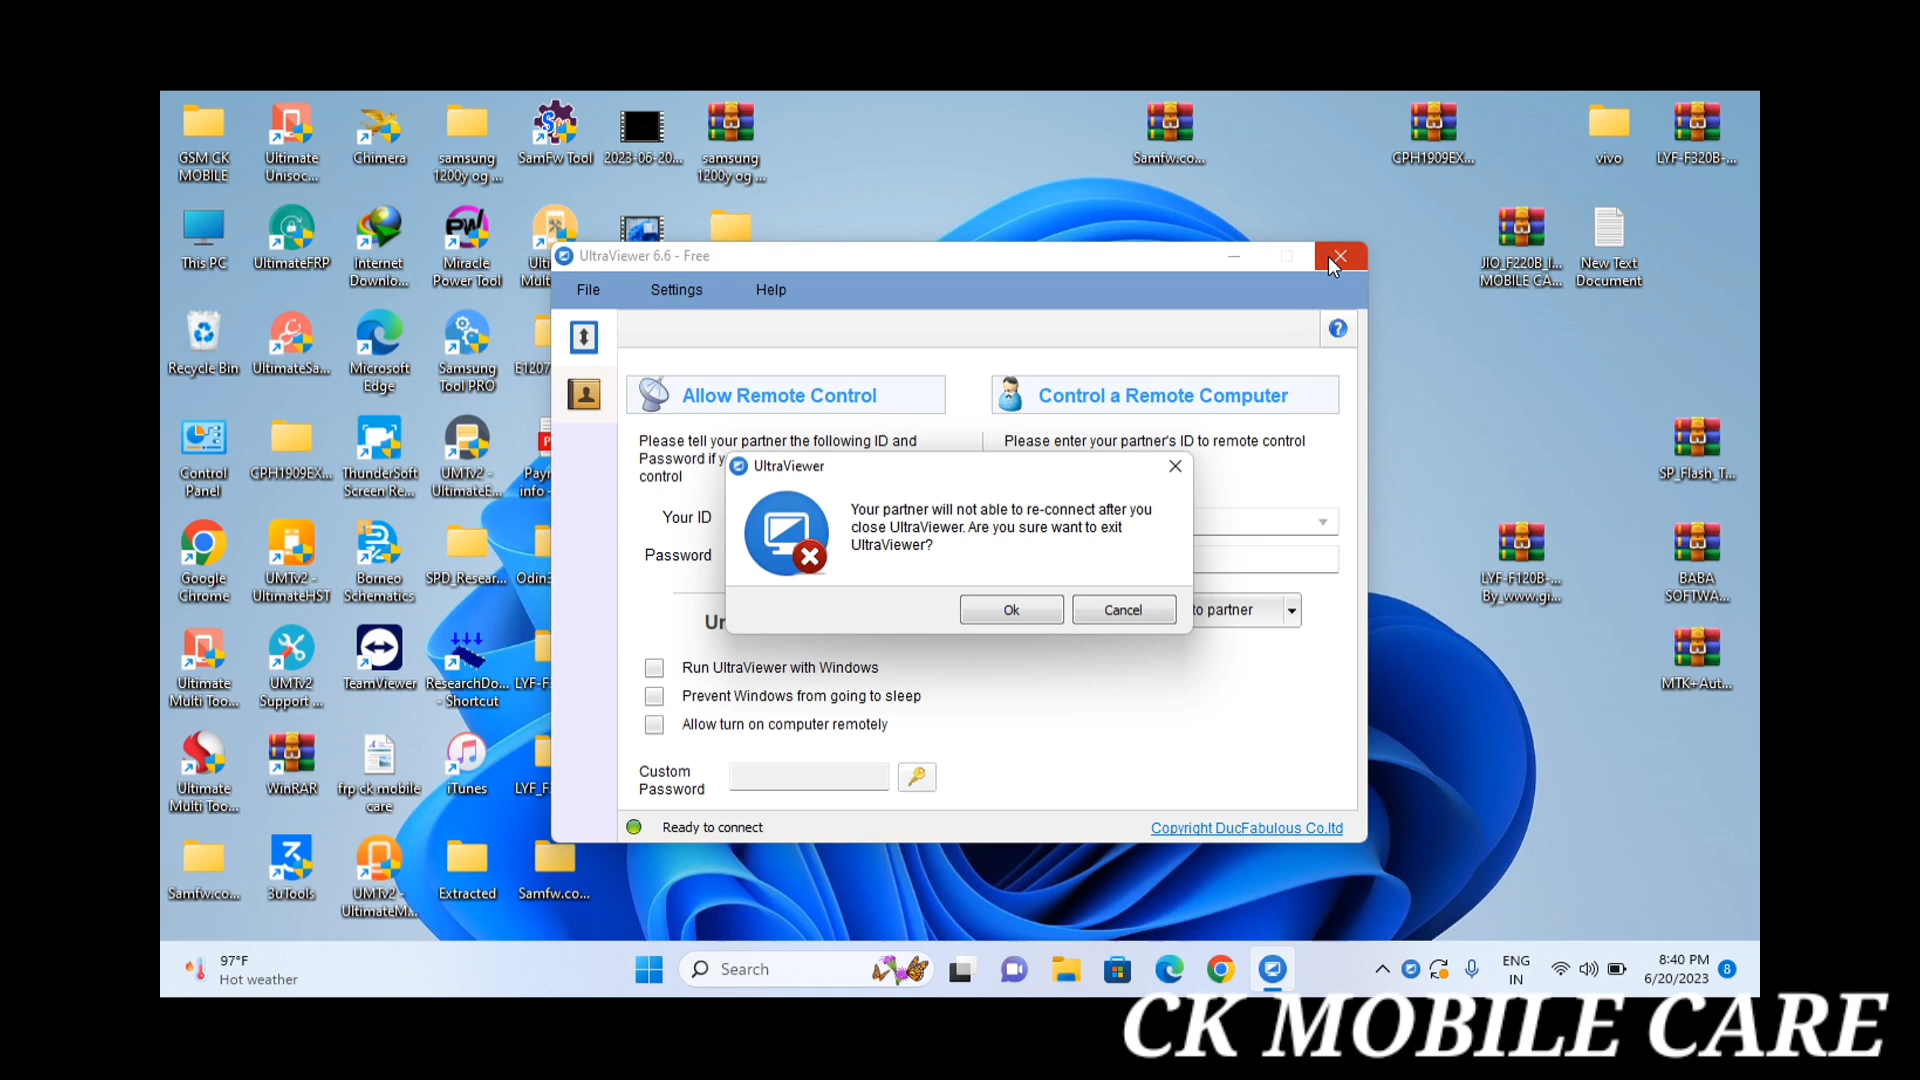 GSM CK
MOBILE
Ultimate
Unisoc...
Chimera
samsung
1200y og ...
SamFw Tool
2023-06-20...
samsung
1200y og ...
Samfw.co...
CPH1909EX...
vivo
LYF-F320B-...
This PC
UltimateFRP
Internet
Downlo...
Miracle
Power Tool
JIO_F220B_I...
MOBILE CA...
New Text
Document
Recycle Bin
UltimateSa...
Microsoft
Edge
Samsung
Tool PRO
E1207
Control
Panel
CPH1909EX...
ThunderSoft
Screen Re...
UMTv2 -
UltimateE...
info -
SP_Flash_T...
Google
Chrome
UMTv2 -
UltimateHST
Borneo
Schematics
SPD_Resear...
LYF-F120B-...
By_www.gi...
BABA
SOFTWA...
Ultimate
Multi Too...
UMTv2
Support ...
TeamViewer
ResearchDo...
- Shortcut
MTK+Aut...
Ultimate
Multi Too...
WinRAR
frp ck mobile
care
iTunes
Samfw.co...
3uTools
UMTv2 -
UltimateM...
Extracted
Samfw.co...
UltraViewer 6.6 - Free
File
Settings
Help
Allow Remote Control
Control a Remote Computer
Please tell your partner the following ID and
Password if y
control
Please enter your partner's ID to remote control
Your ID
Password
UltraViewer
Your partner will not able to re-connect after you
close UltraViewer. Are you sure want to exit
UltraViewer?
Ok
Cancel
to partner
Run UltraViewer with Windows
Prevent Windows from going to sleep
Allow turn on computer remotely
Custom
Password
Ready to connect
Copyright DucFabulous Co,ltd
97°F
Hot weather
Search
ENG
IN
8:40 PM
6/20/2023
8
CK MOBILE CARE